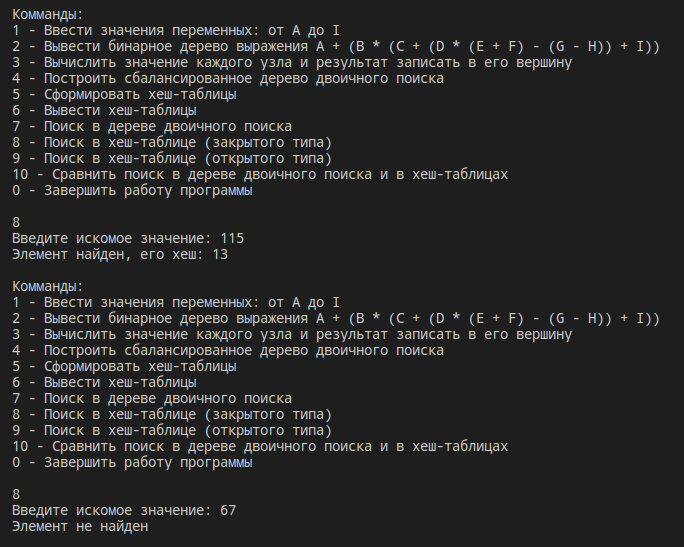 Комманды:
1 - Ввести значения переменных: от A до I
2 - Вывести бинарное дерево выражения A + (B * (C + (D * (E + F) - (G - H)) + I))
3 - Вычислить значение каждого узла и результат записать в его вершину
4 - Построить сбалансированное дерево двоичного поиска
5 - Сформировать хеш-таблицы
6 - Вывести хеш-таблицы
7 - Поиск в дереве двоичного поиска
8 - Поиск в хеш-таблице (закрытого типа)
9 - Поиск в хеш-таблице (открытого типа)
10 - Сравнить поиск в дереве двоичного поиска и в хеш-таблицах
0 - Завершить работу программы
8
Введите искомое значение: 115
Элемент найден, его хеш: 13
Комманды:
1 - Ввести значения переменных: от A до I
2 - Вывести бинарное дерево выражения A + (B * (C + (D * (E + F) - (G - H)) + I))
3 - Вычислить значение каждого узла и результат записать в его вершину
4 - Построить сбалансированное дерево двоичного поиска
5 - Сформировать хеш-таблицы
6 - Вывести хеш-таблицы
7 - Поиск в дереве двоичного поиска
8 - Поиск в хеш-таблице (закрытого типа)
9 - Поиск в хеш-таблице (открытого типа)
10 - Сравнить поиск в дереве двоичного поиска и в хеш-таблицах
0 - Завершить работу программы
8
Введите искомое значение: 67
Элемент не найден